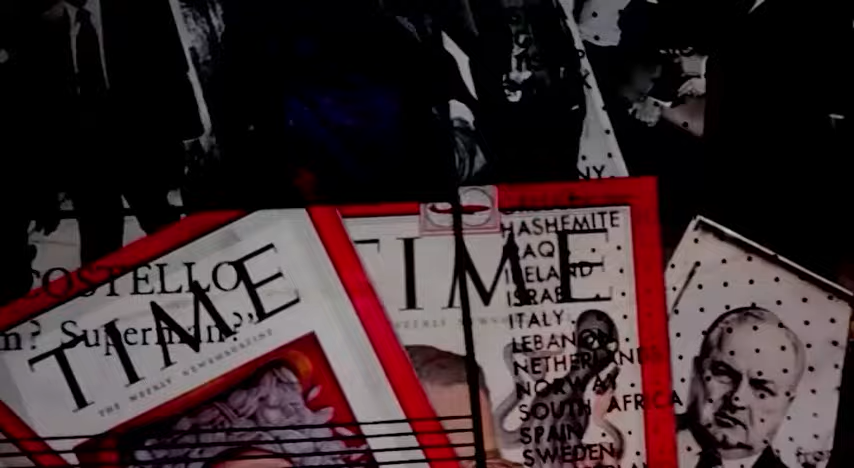 HASHEMITE
IRAQ
IRELAND
ISRAEL
ITALY
LEBANON
NETHERLANDS
NORWAY
SOUTH AFRICA
SPAIN
SWEDEN
TIME
COSTELLO
Superman?"
TIME
THE WEEKLY NEWSMAGAZINE